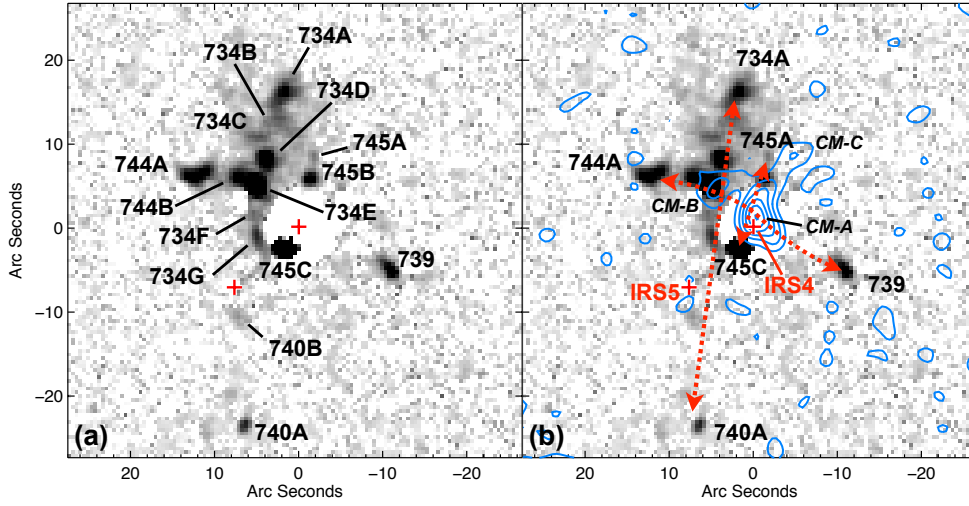 734A
734B
734D
734C
745A
744A
745B
744B
734E
734F
734G
745C
739
740B
740A
(a)
20
10
0
−10
−20
20
10
0
−10
−20
Arc Seconds
Arc Seconds
734A
745A
CM-C
744A
CM-B
CM-A
745C
IRS5
IRS4
739
740A
(b)
20
10
0
−10
−20
Arc Seconds